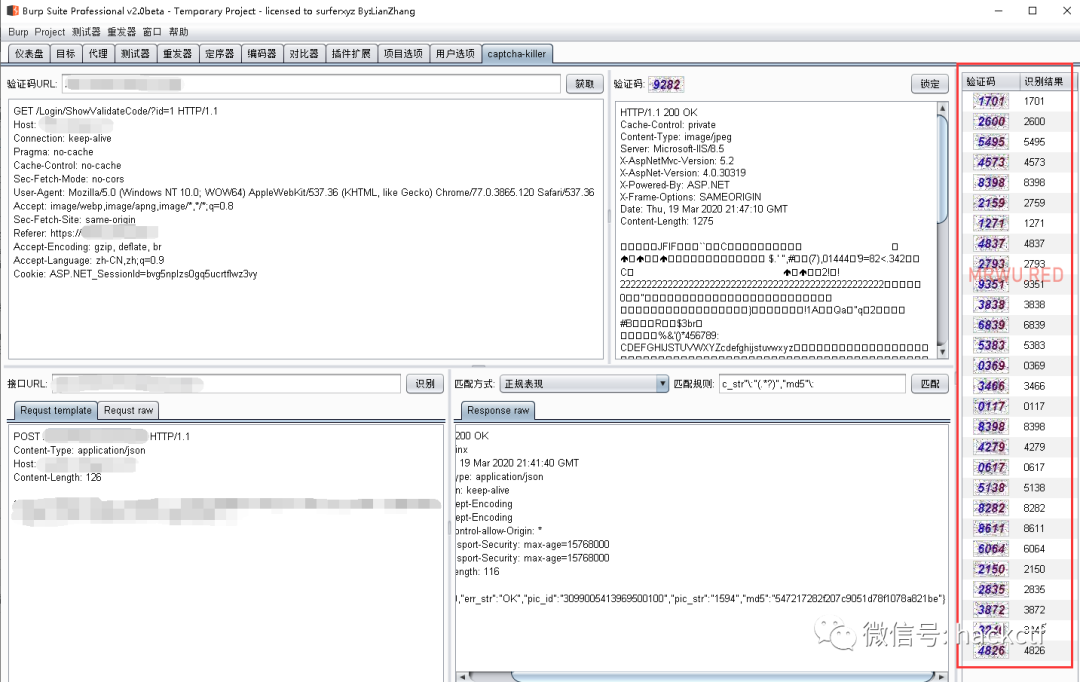 Burp Suite Professional v2.0beta - Temporary Project - licensed to surferxyz By:LianZhang
Burp Project 测试器 重发器 窗口 帮助
仪表盘 目标 代理 测试器 重发器 定序器 编码器 对比器 插件扩展 项目选项 用户选项 captcha-killer
验证码URL:
获取
GET /Login/ShowValidateCode/?id=1 HTTP/1.1
Host:
Connection: keep-alive
Pragma: no-cache
Cache-Control: no-cache
Sec-Fetch-Mode: no-cors
User-Agent: Mozilla/5.0 (Windows NT 10.0; WOW64) AppleWebKit/537.36 (KHTML, like Gecko) Chrome/77.0.3865.120 Safari/537.36
Accept: image/webp,image/apng,image/*,*/*;q=0.8
Sec-Fetch-Site: same-origin
Referer: https://
Accept-Encoding: gzip, deflate, br
Accept-Language: zh-CN,zh;q=0.9
Cookie: ASP.NET_SessionId=bvg5nplzs0gq5ucrtflwz3vy
验证码: 9282
锁定
HTTP/1.1 200 OK
Cache-Control: private
Content-Type: image/jpeg
Server: Microsoft-IIS/8.5
X-AspNetMvc-Version: 5.2
X-AspNet-Version: 4.0.30319
X-Powered-By: ASP.NET
X-Frame-Options: SAMEORIGIN
Date: Thu, 19 Mar 2020 21:47:10 GMT
Content-Length: 1275
接口URL:
识别
Requst template Requst raw
POST HTTP/1.1
Content-Type: application/json
Host:
Content-Length: 126
匹配方式: 正规表现 匹配规则: c_str"\:"(.*?)","md5"\: 匹配
Response raw
200 OK
inx
19 Mar 2020 21:41:40 GMT
ype: application/json
n: keep-alive
ept-Encoding
ept-Encoding
ontrol-allow-Origin: *
sport-Security: max-age=15768000
sport-Security: max-age=15768000
ength: 116
,"err_str":"OK","pic_id":"3099005413969500100","pic_str":"1594","md5":"547217282f207c9051d78f1078a821be"}
验证码 识别结果
1701 1701
2600 2600
5495 5495
4573 4573
8398 8398
2159 2759
1271 1271
4837 4837
2793 2793
MRWU.RED
9351 9351
3838 3838
6839 6839
5383 5383
0369 0369
3466 3466
0117 0117
8398 8398
4279 4279
0617 0617
5138 5138
8282 8282
8611 8611
6064 6064
2150 2150
2835 2835
3872 3872
微信号: hackctf
4826 4826